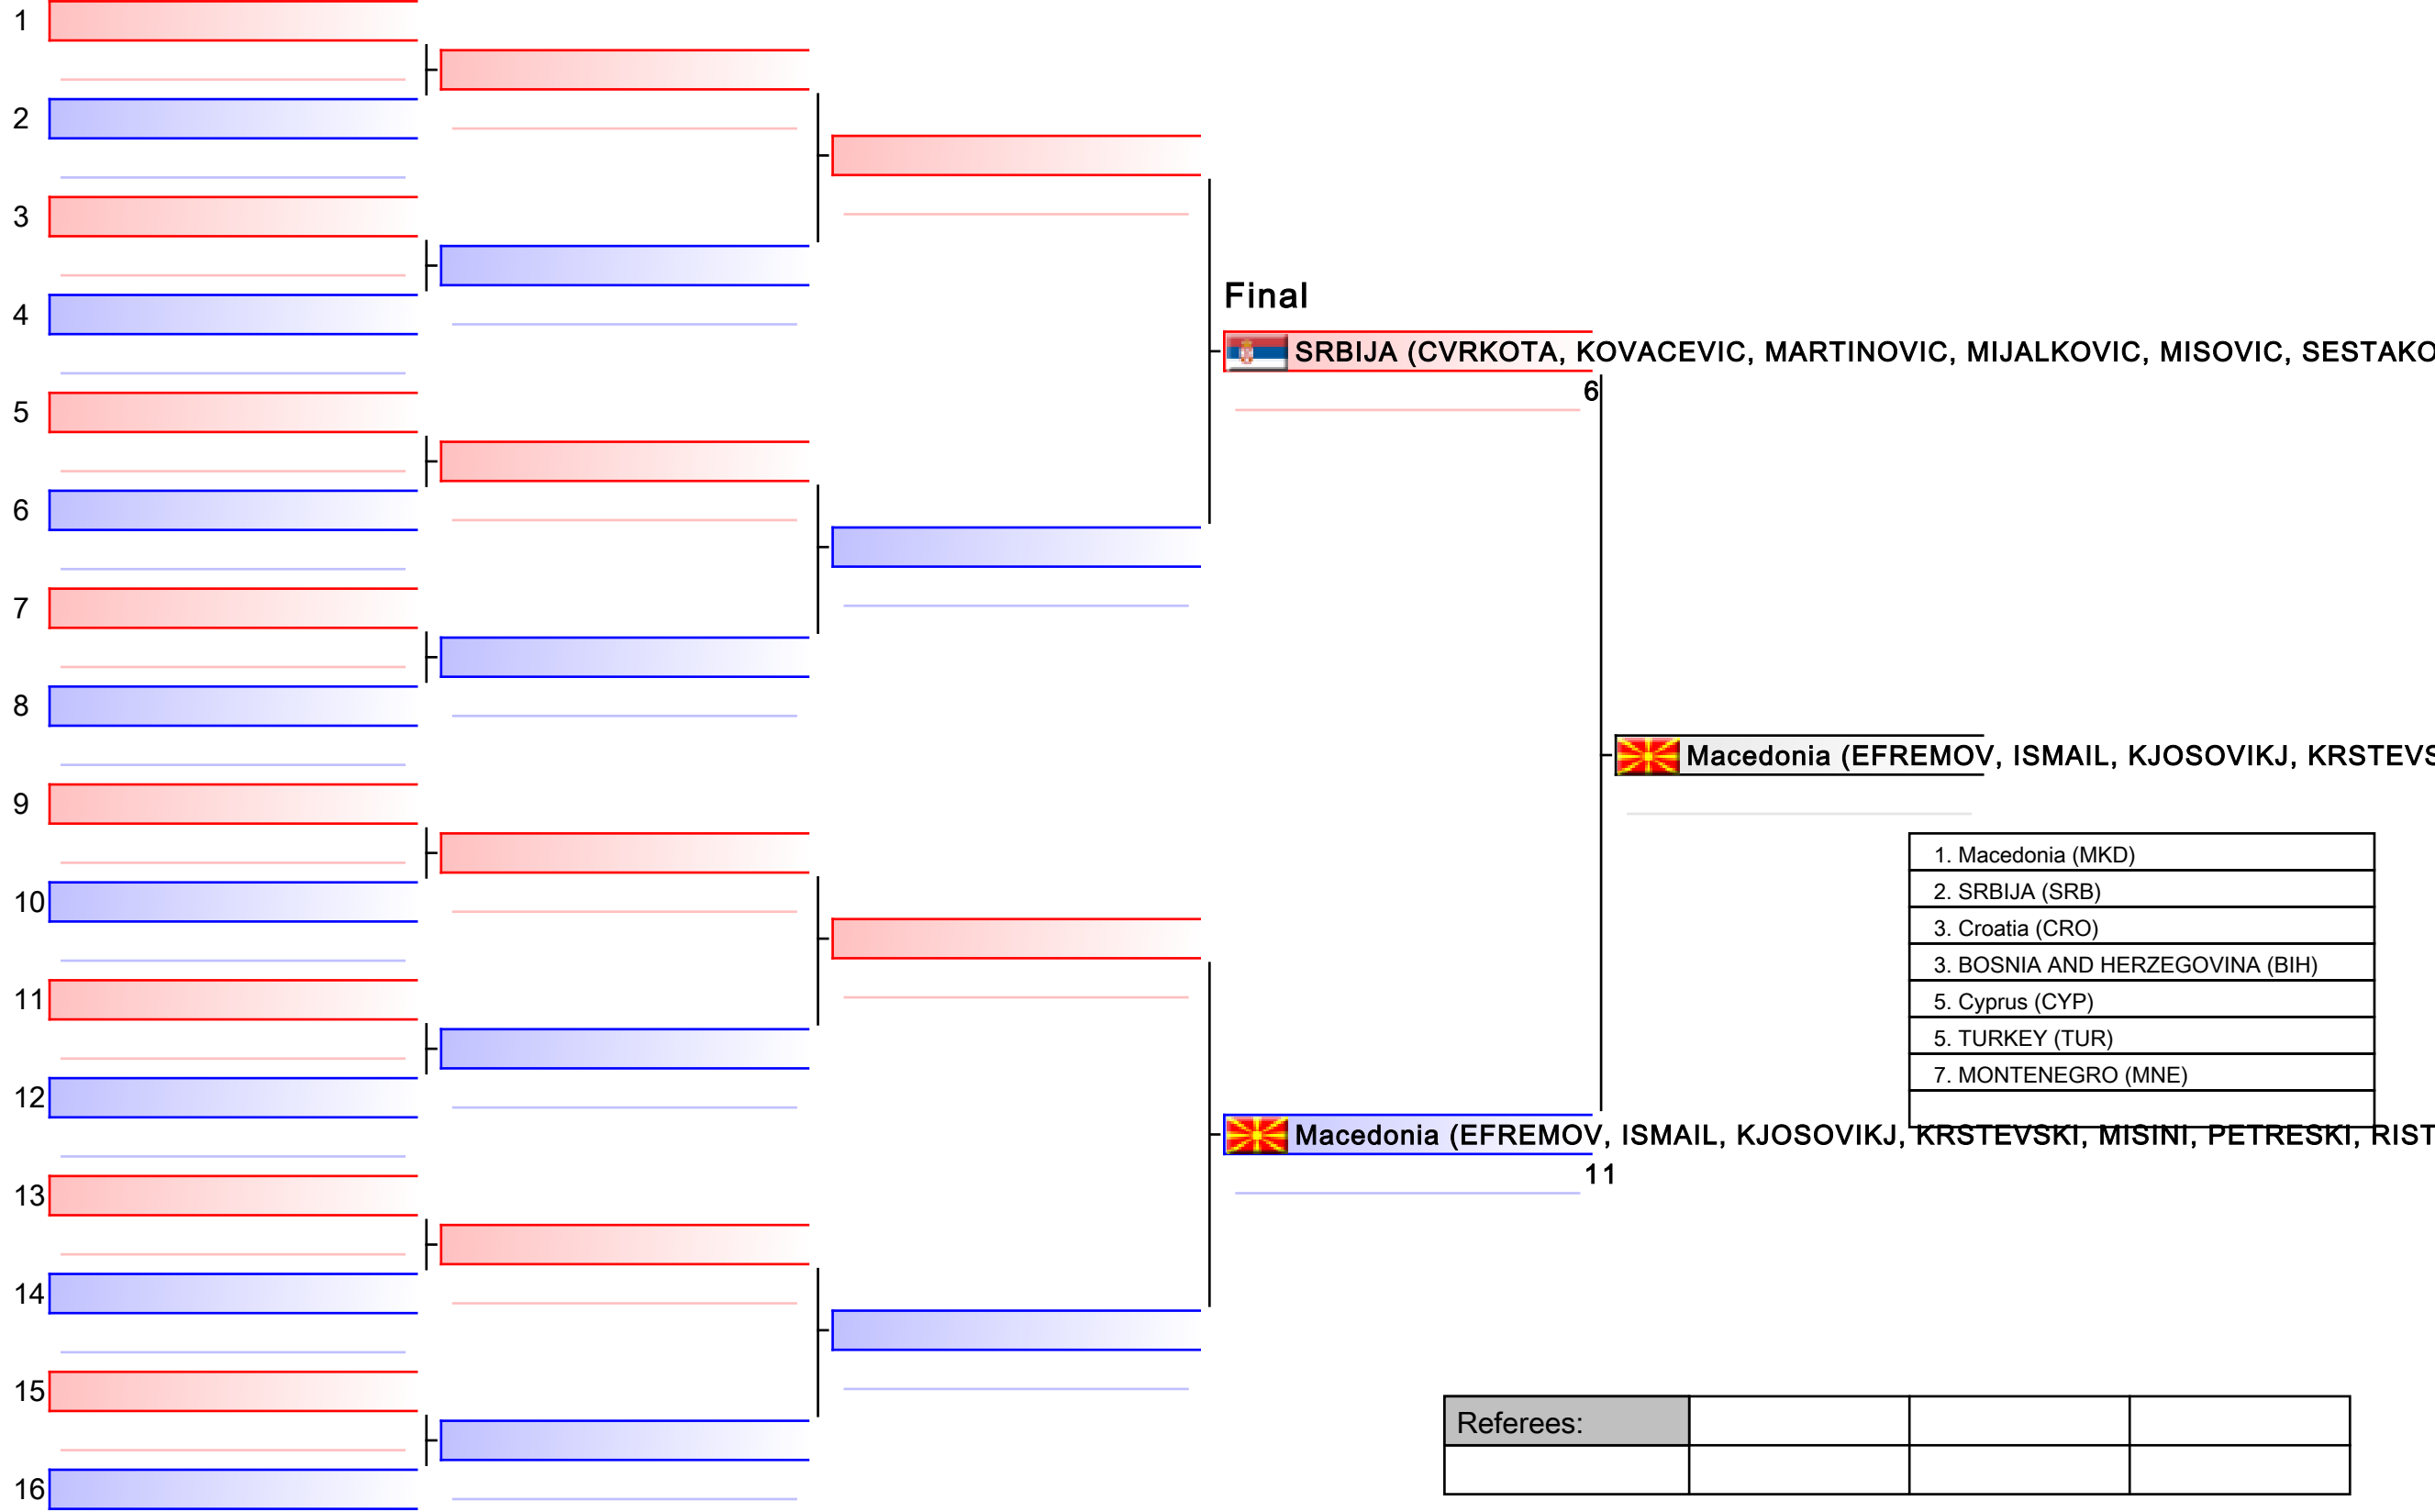 1
2
3
4
5
6
7
8
9
10
11
12
13
14
15
16
Final
SRBIJA (CVRKOTA, KOVACEVIC, MARTINOVIC, MIJALKOVIC, MISOVIC, SESTAKO
6
Macedonia (EFREMOV, ISMAIL, KJOSOVIKJ, KRSTEVS
1. Macedonia (MKD)
2. SRBIJA (SRB)
3. Croatia (CRO)
3. BOSNIA AND HERZEGOVINA (BIH)
5. Cyprus (CYP)
5. TURKEY (TUR)
7. MONTENEGRO (MNE)
Macedonia (EFREMOV, ISMAIL, KJOSOVIKJ, KRSTEVSKI, MISINI, PETRESKI, RIST
11
Referees: